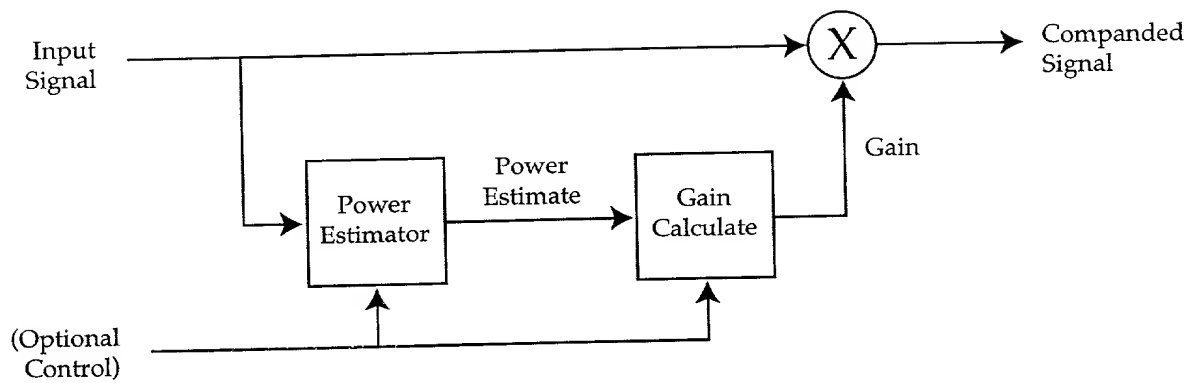 Input
Signal
X
Companded
Signal
Gain
Power
Estimator
Power
Estimate
Gain
Calculate
(Optional
Control)